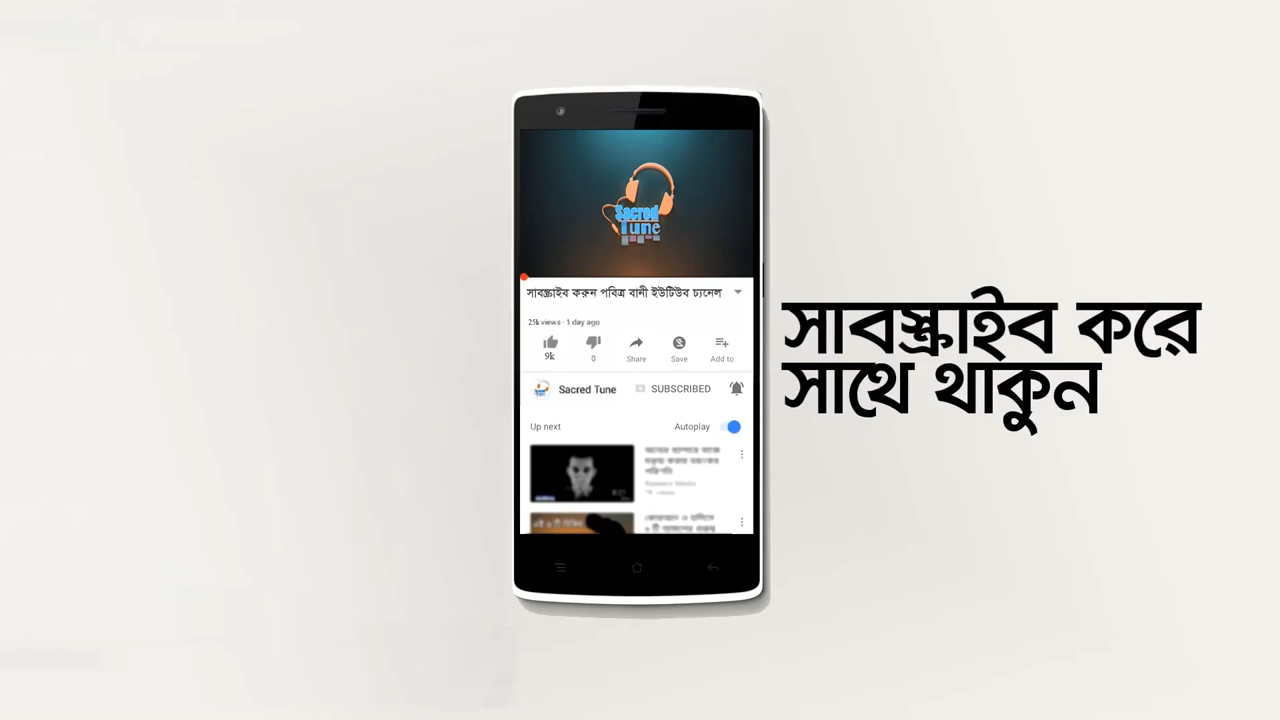 Sacred
Tune
সাবস্ক্রাইব করুন পবিত্র বানী ইউটিউব চ্যনেল
25k views · 1 day ago
9k
0
Share
Save
Add to
Sacred Tune
SUBSCRIBED
Up next
Autoplay
সাবস্ক্রাইব করে
সাথে থাকুন